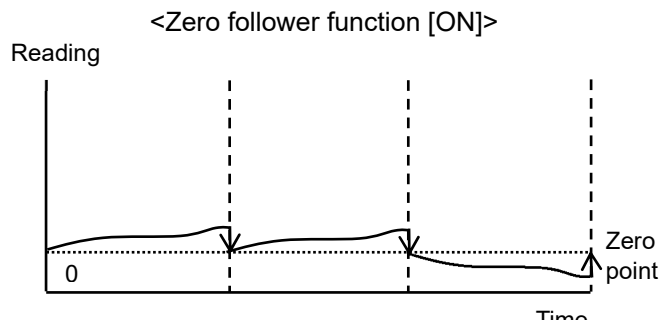 <Zero follower function [ON]>
Reading
0
Zero
point
Time